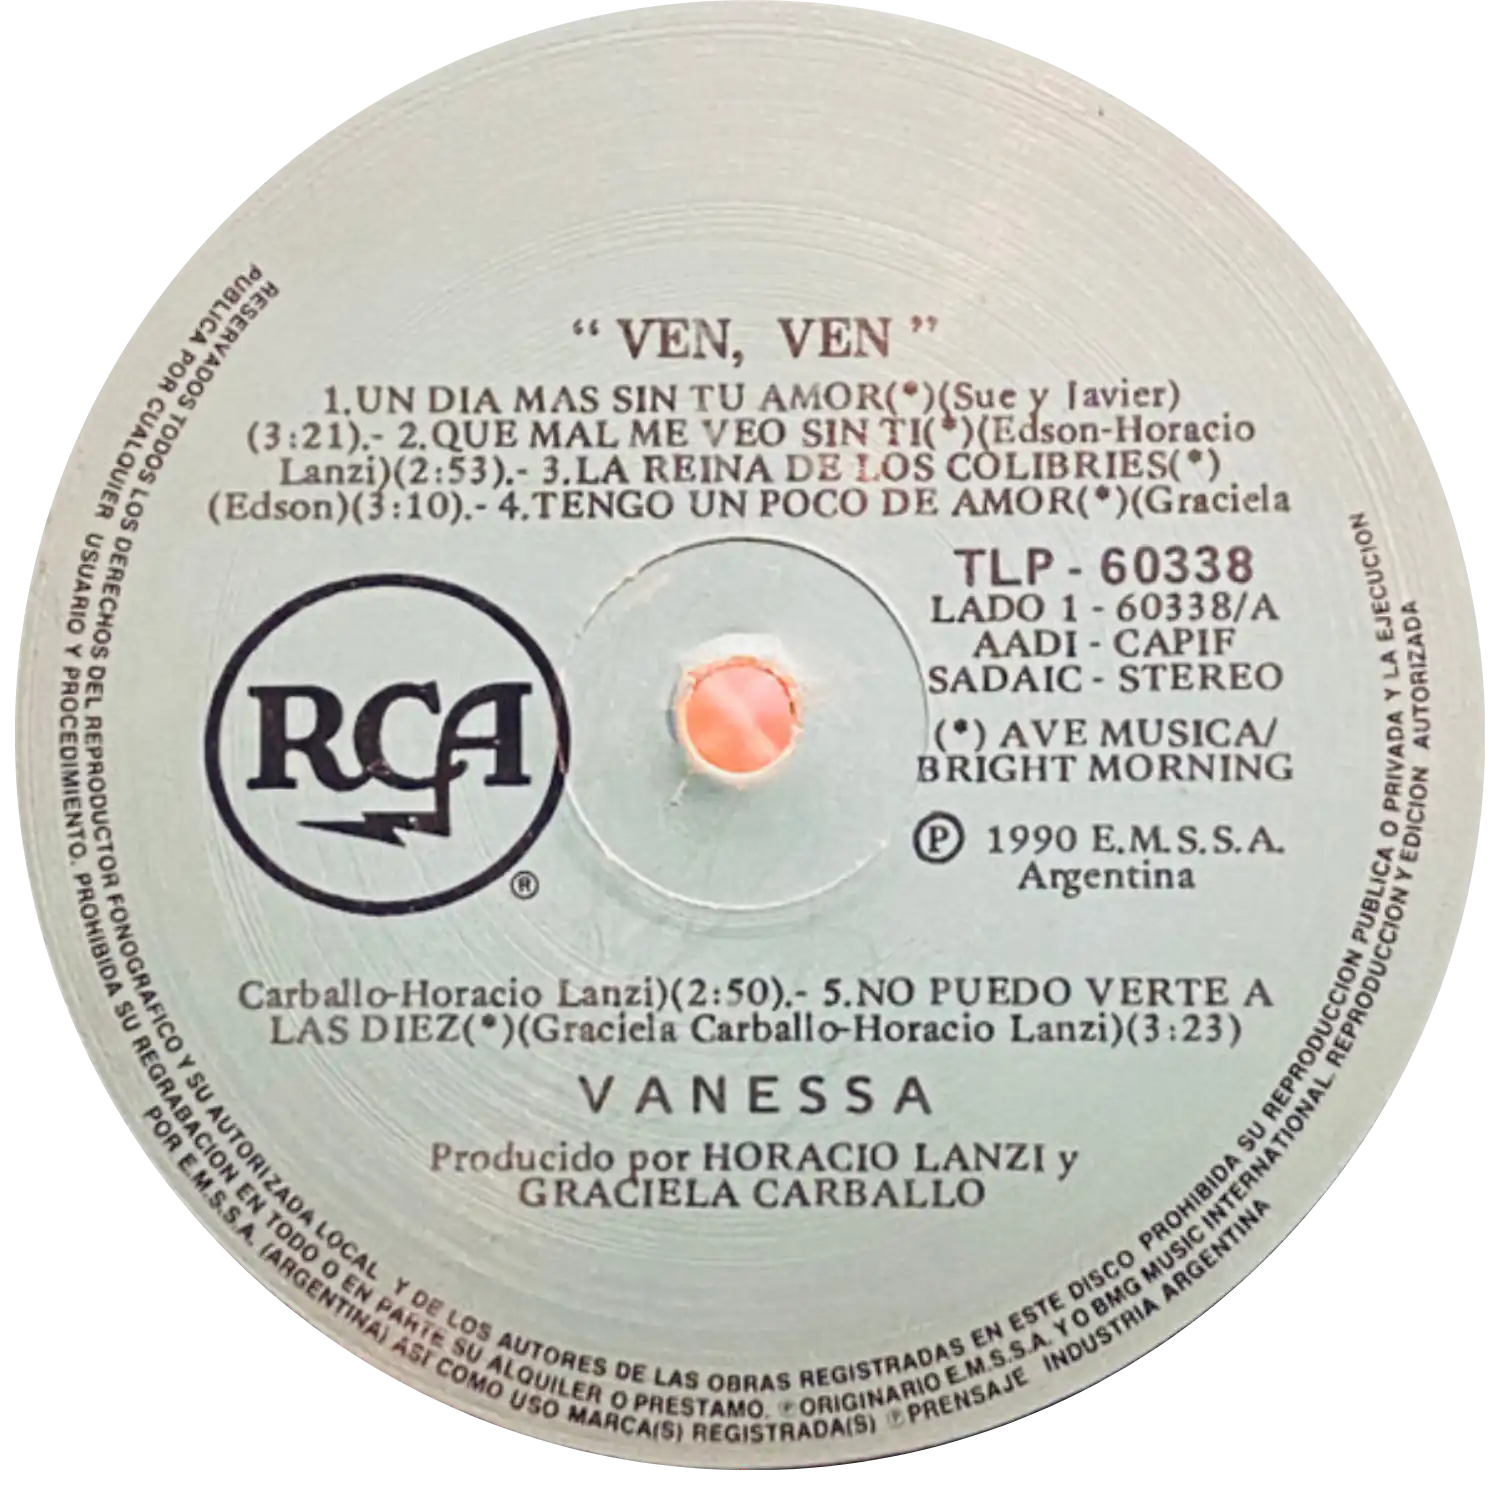 “ VEN, VEN ”
1.UN DIA MAS SIN TU AMOR(*)(Sue y Javier)
(3:21).- 2.QUE MAL ME VEO SIN TI(*)(Edson-Horacio
Lanzi)(2:53).- 3.LA REINA DE LOS COLIBRIES(*)
(Edson)(3:10).- 4.TENGO UN POCO DE AMOR(*)(Graciela
RCA
®
TLP - 60338
LADO 1 - 60338/A
AADI - CAPIF
SADAIC - STEREO
(*) AVE MUSICA/
BRIGHT MORNING
Ⓟ 1990 E.M.S.S.A.
Argentina
Carballo-Horacio Lanzi)(2:50).- 5.NO PUEDO VERTE A
LAS DIEZ(*)(Graciela Carballo-Horacio Lanzi)(3:23)
VANESSA
Producido por HORACIO LANZI y
GRACIELA CARBALLO
RESERVADOS TODOS LOS DERECHOS DEL REPRODUCTOR FONOGRAFICO Y SU AUTORIZADA LOCAL Y DE LOS AUTORES DE LAS OBRAS REGISTRADAS EN ESTE DISCO PROHIBIDA SU REPRODUCCION PUBLICA O PRIVADA Y LA EJECUCION
PUBLICA POR CUALQUIER USUARIO Y PROCEDIMIENTO. PROHIBIDA SU REGRABACION EN TODO O EN PARTE SU ALQUILER O PRESTAMO. ℗ ORIGINARIO E.M.S.S.A. Y O BMG MUSIC INTERNATIONAL REPRODUCCION Y EDICION AUTORIZADA
POR E.M.S.S.A. (ARGENTINA) ASI COMO USO MARCA(S) REGISTRADA(S) ℗ PRENSAJE INDUSTRIA ARGENTINA